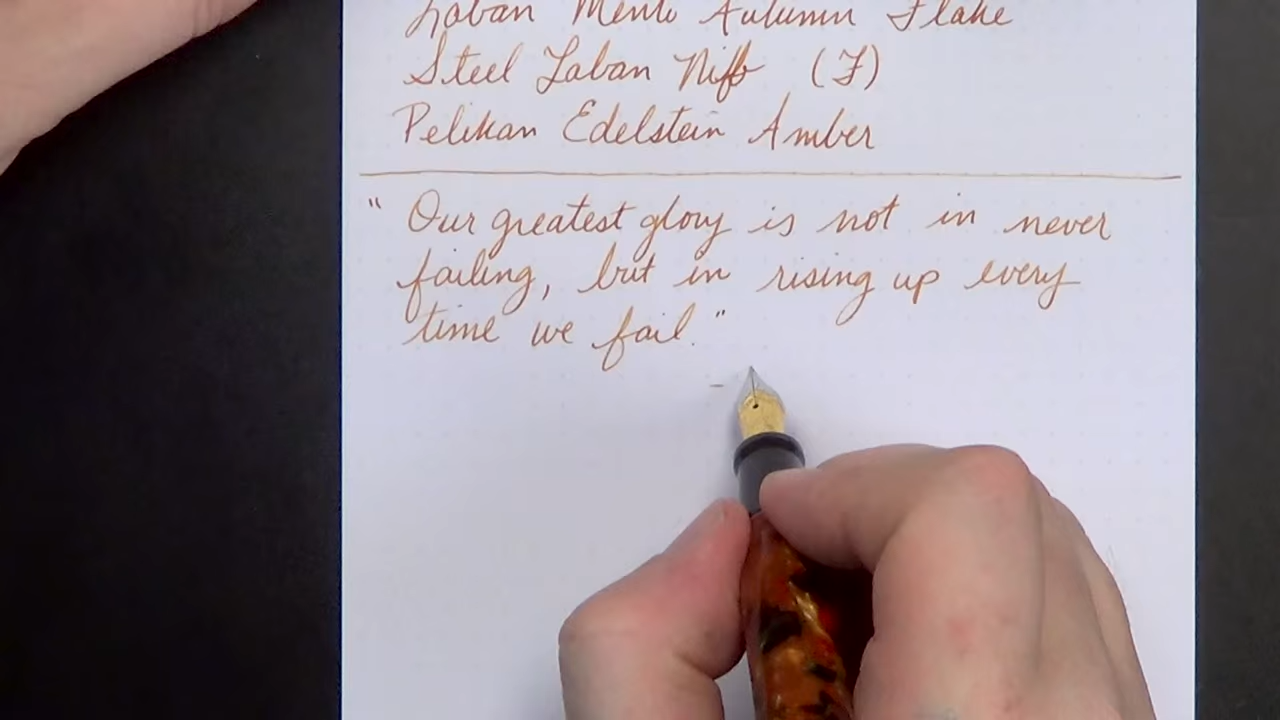 Laban Mento Autumn Flake
Steel Laban Nib (F)
Pelikan Edelstein Amber
" Our greatest glory is not in never
failing, but in rising up every
time we fail."
-